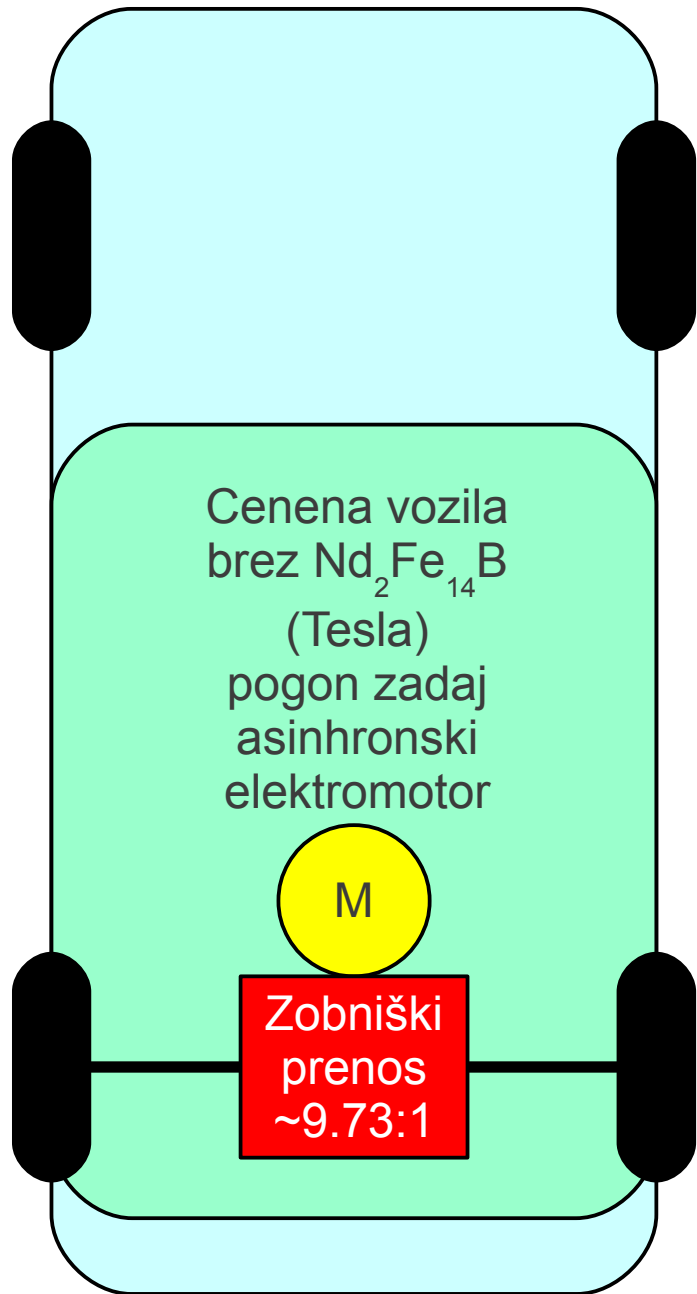 Cenena vozila
brez Nd₂Fe₁₄B
(Tesla)
pogon zadaj
asinhronski
elektromotor
M
Zobniški
prenos
~9.73:1